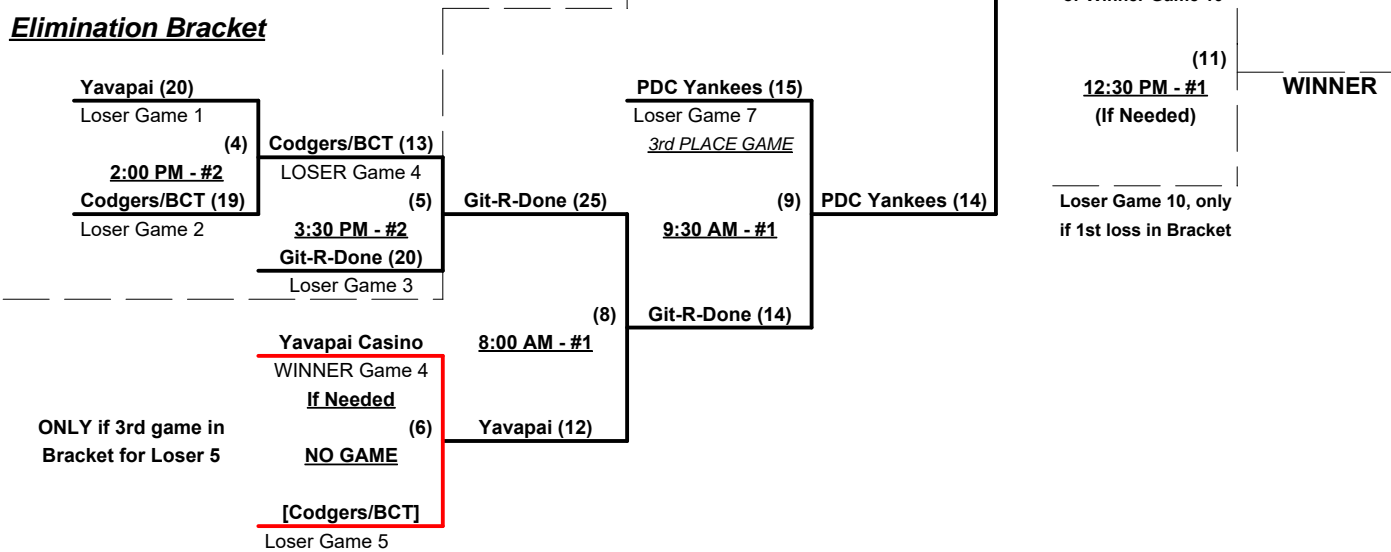 Elimination Bracket
(11)
Yavapai (20)
PDC Yankees (15)
12:30 PM - #1
WINNER
Loser Game 1
Loser Game 7
(If Needed)
(4)
Codgers/BCT (13)
3rd PLACE GAME
2:00 PM - #2
LOSER Game 4
Codgers/BCT (19)
(5)
Git-R-Done (25)
(9)
PDC Yankees (14)
Loser Game 10, only
Loser Game 2
3:30 PM - #2
9:30 AM - #1
if 1st loss in Bracket
Git-R-Done (20)
Loser Game 3
(8)
Git-R-Done (14)
Yavapai Casino
8:00 AM - #1
WINNER Game 4
If Needed
ONLY if 3rd game in
(6)
Yavapai (12)
Bracket for Loser 5
NO GAME
[Codgers/BCT]
Loser Game 5